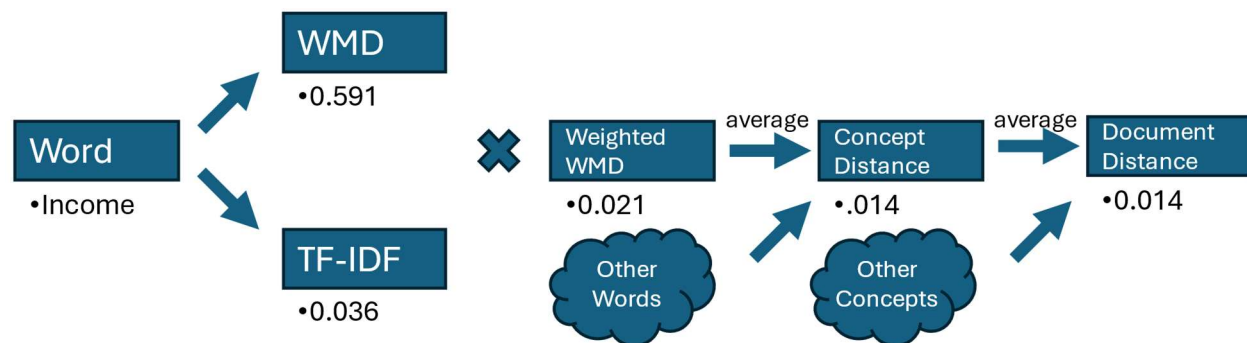 WMD
•0.591
Word
•Income
TF-IDF
•0.036
Weighted
WMD
•0.021
average
Concept
Distance
•.014
average
Document
Distance
•0.014
Other
Words
Other
Concepts